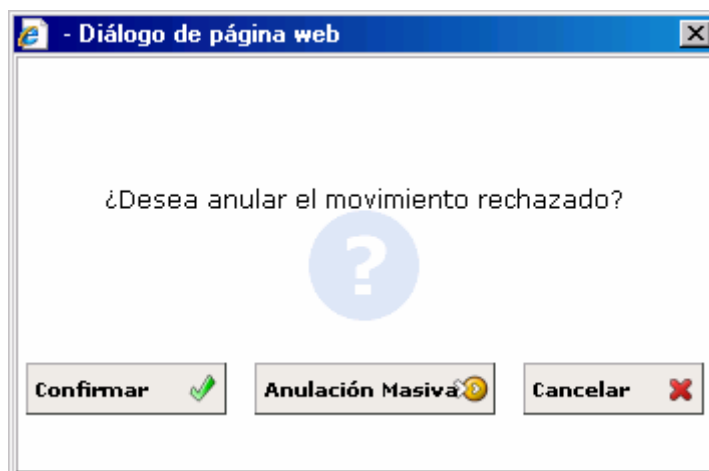 - Diálogo de página web
¿Desea anular el movimiento rechazado?
?
Confirmar
Anulación Masiva
Cancelar